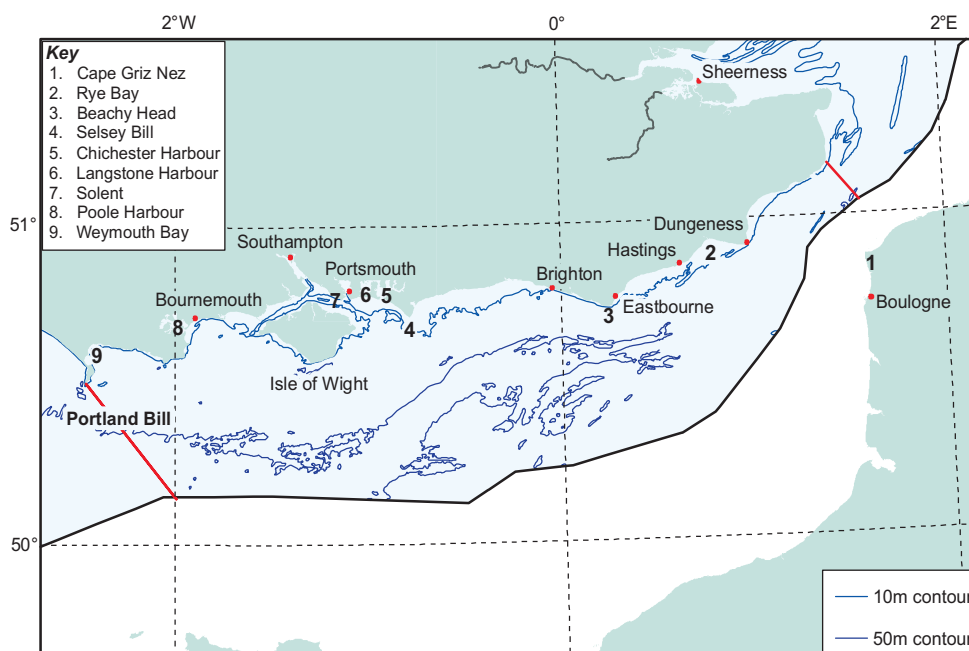 2°W
0°
2°E
Key
1. Cape Griz Nez
2. Rye Bay
3. Beachy Head
4. Selsey Bill
5. Chichester Harbour
6. Langstone Harbour
7. Solent
8. Poole Harbour
9. Weymouth Bay
Sheerness
51°
Dungeness
Southampton
Hastings
2
1
Portsmouth
Brighton
7
6
5
Boulogne
Bournemouth
Eastbourne
8
4
3
9
Isle of Wight
Portland Bill
50°
10m contour
50m contour